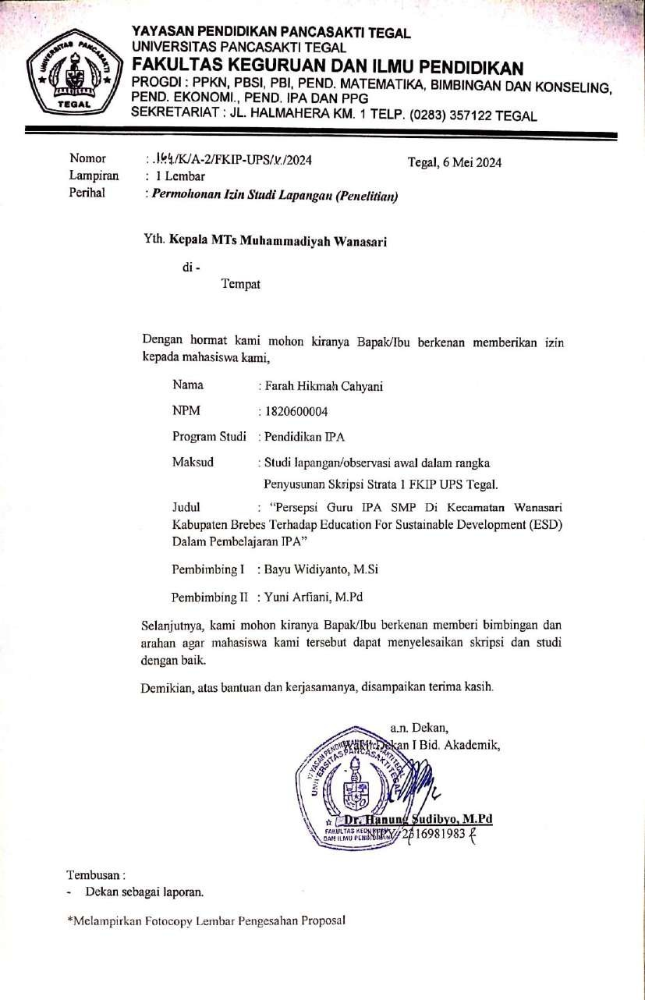 YAYASAN PENDIDIKAN PANCASAKTI TEGAL
UNIVERSITAS PANCASAKTI TEGAL
FAKULTAS KEGURUAN DAN ILMU PENDIDIKAN
PROGDI : PPKN, PBSI, PBI, PEND. MATEMATIKA, BIMBINGAN DAN KONSELING,
PEND. EKONOMI., PEND. IPA DAN PPG
SEKRETARIAT : JL. HALMAHERA KM. 1 TELP. (0283) 357122 TEGAL
UNIVERSITAS PANCASAKTI
TEGAL
Nomor : /K/A-2/FKIP-UPS/V/2024
Tegal, 6 Mei 2024
Lampiran : 1 Lembar
Perihal : Permohonan Izin Studi Lapangan (Penelitian)
Yth. Kepala MTs Muhammadiyah Wanasari
di -
Tempat
Dengan hormat kami mohon kiranya Bapak/Ibu berkenan memberikan izin
kepada mahasiswa kami,
Nama : Farah Hikmah Cahyani
NPM : 1820600004
Program Studi : Pendidikan IPA
Maksud : Studi lapangan/observasi awal dalam rangka
Penyusunan Skripsi Strata 1 FKIP UPS Tegal.
Judul : “Persepsi Guru IPA SMP Di Kecamatan Wanasari
Kabupaten Brebes Terhadap Education For Sustainable Development (ESD)
Dalam Pembelajaran IPA”
Pembimbing I : Bayu Widiyanto, M.Si
Pembimbing II : Yuni Arfiani, M.Pd
Selanjutnya, kami mohon kiranya Bapak/Ibu berkenan memberi bimbingan dan
arahan agar mahasiswa kami tersebut dapat menyelesaikan skripsi dan studi
dengan baik.
Demikian, atas bantuan dan kerjasamanya, disampaikan terima kasih.
a.n. Dekan,
Wakil Dekan I Bid. Akademik,
YAYASAN PENDIDIKAN PANCASAKTI TEGAL
UNIVERSITAS PANCASAKTI TEGAL
Dr. Hanung Sudibyo, M.Pd
FAKULTAS KEGURUAN
DAN ILMU PENDIDIKAN
16981983
Tembusan :
- Dekan sebagai laporan.
*Melampirkan Fotocopy Lembar Pengesahan Proposal